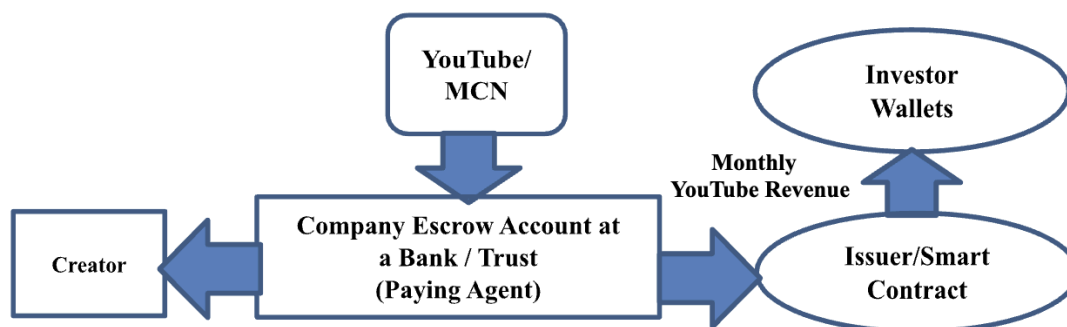 YouTube/
MCN
Investor
Wallets
Monthly
YouTube Revenue
Creator
Company Escrow Account at
a Bank / Trust
(Paying Agent)
Issuer/Smart
Contract